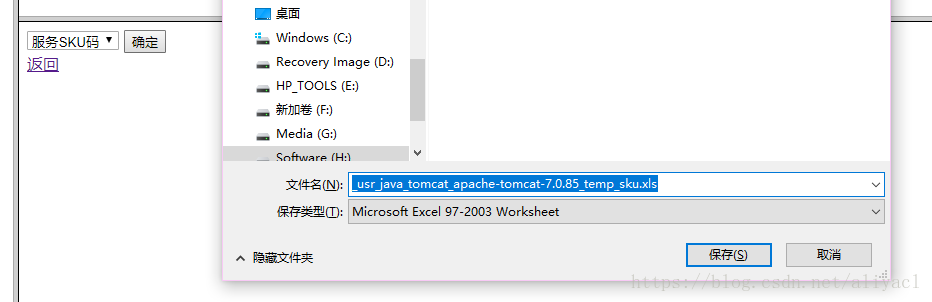 服务SKU码 确定
返回
桌面
Windows (C:)
Recovery Image (D:)
HP_TOOLS (E:)
新加卷 (F:)
Media (G:)
Software (H:)
文件名(N): _usr_java_tomcat_apache-tomcat-7.0.85_temp_sku.xls
保存类型(T): Microsoft Excel 97-2003 Worksheet
隐藏文件夹 保存(S) 取消
https://blog.csdn.net/aliyacl